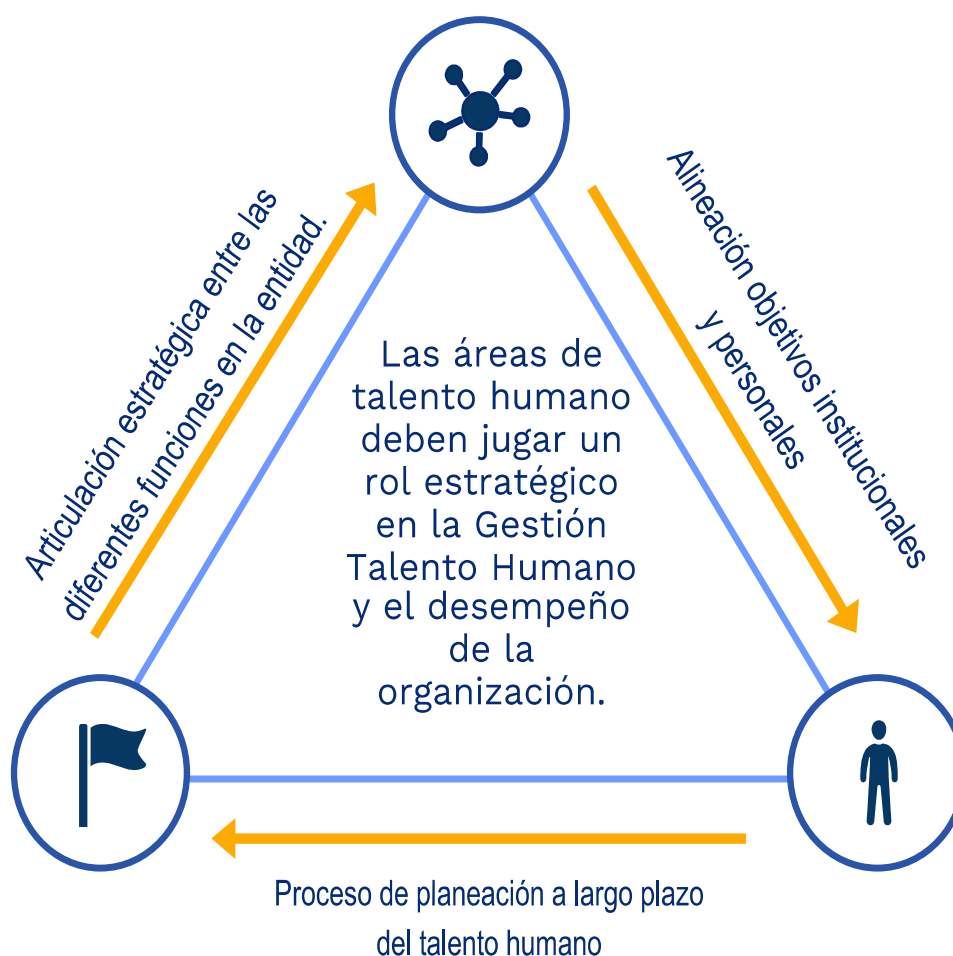 Articulación estratégica entre las
diferentes funciones en la entidad.
Alineación objetivos institucionales
y personales
Las áreas de
talento humano
deben jugar un
rol estratégico
en la Gestión
Talento Humano
y el desempeño
de la
organización.
Proceso de planeación a largo plazo
del talento humano